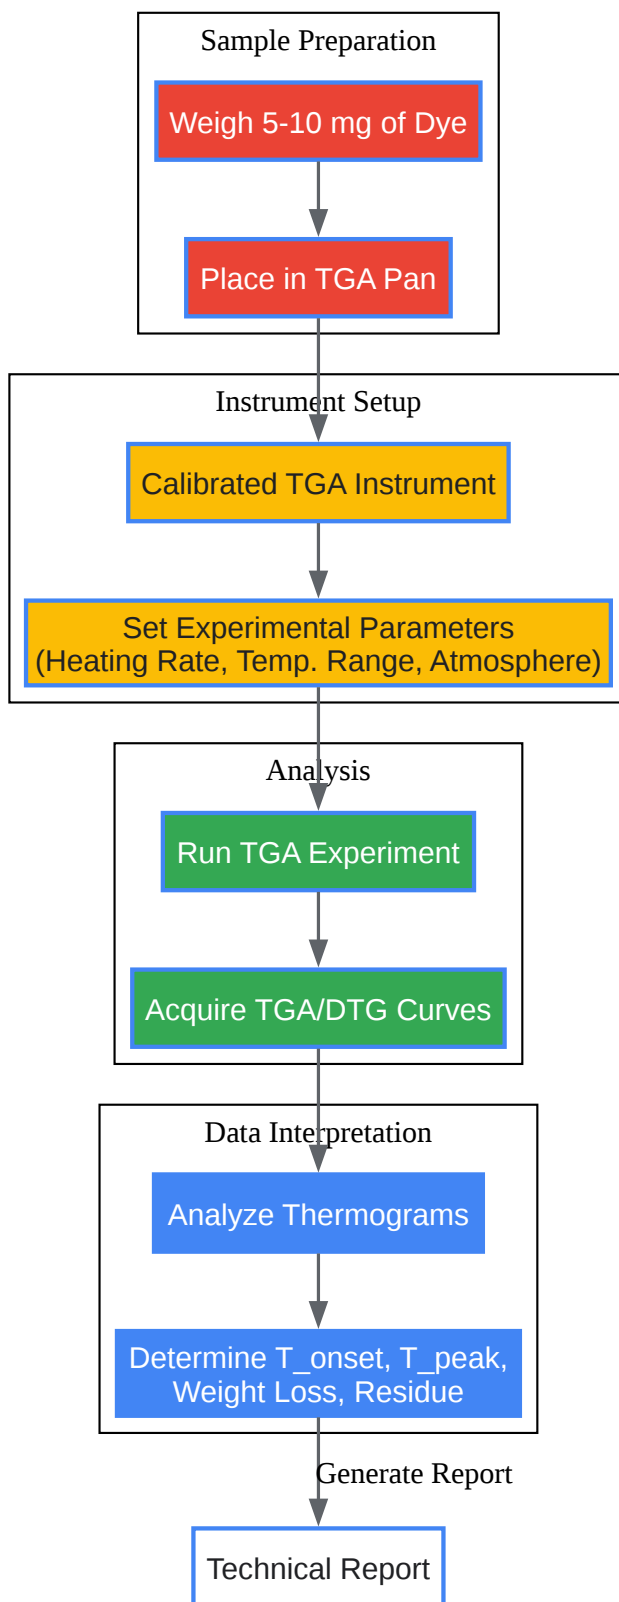 Sample Preparation
Weigh 5-10 mg of Dye
Place in TGA Pan
Instrument Setup
Calibrated TGA Instrument
Set Experimental Parameters
(Heating Rate, Temp. Range, Atmosphere)
Analysis
Run TGA Experiment
Acquire TGA/DTG Curves
Data Interpretation
Analyze Thermograms
Determine T_onset, T_peak,
Weight Loss, Residue
Generate Report
Technical Report